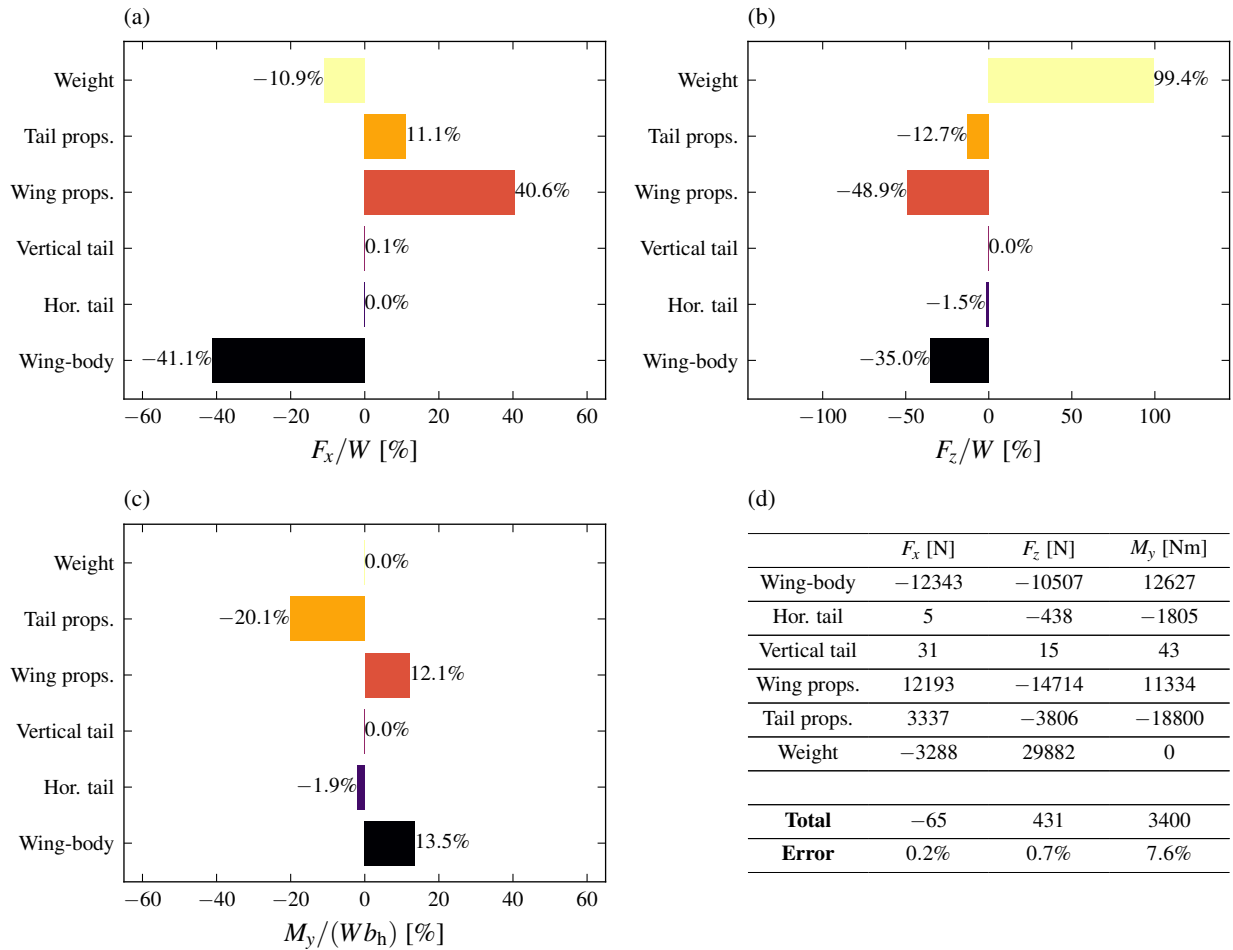 (a)
Weight
Tail props.
Wing props.
Vertical tail
Hor. tail
Wing-body
−10.9%
11.1%
40.6%
0.1%
0.0%
−41.1%
−60 −40 −20 0 20 40 60
F_x/W [%]
(b)
Weight
Tail props.
Wing props.
Vertical tail
Hor. tail
Wing-body
99.4%
−12.7%
−48.9%
0.0%
−1.5%
−35.0%
−100 −50 0 50 100
F_z/W [%]
(c)
Weight
Tail props.
Wing props.
Vertical tail
Hor. tail
Wing-body
0.0%
−20.1%
12.1%
0.0%
−1.9%
13.5%
−60 −40 −20 0 20 40 60
M_y/(Wb_h) [%]
(d)
F_x [N] F_z [N] M_y [Nm]
Wing-body −12343 −10507 12627
Hor. tail 5 −438 −1805
Vertical tail 31 15 43
Wing props. 12193 −14714 11334
Tail props. 3337 −3806 −18800
Weight −3288 29882 0
Total −65 431 3400
Error 0.2% 0.7% 7.6%